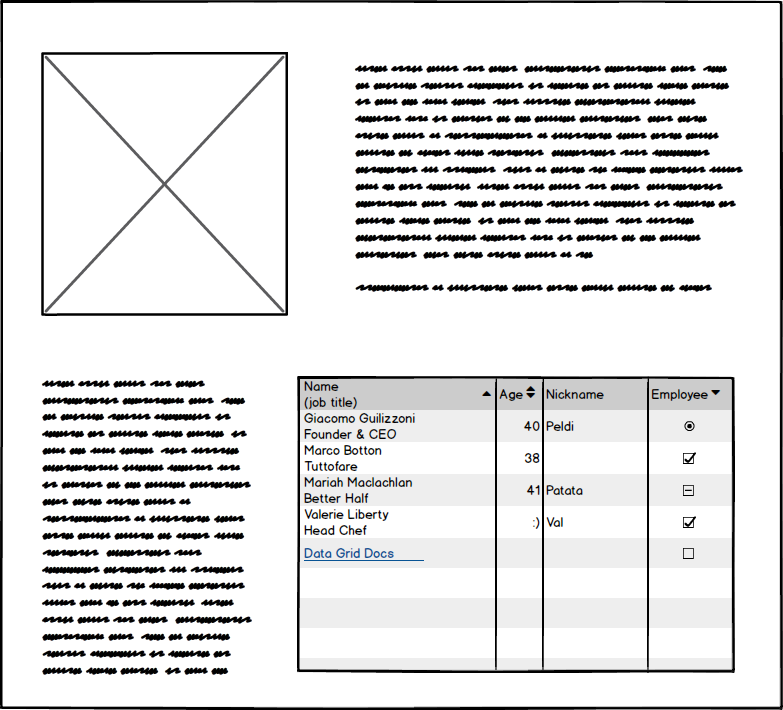 Name
(job title)
Age
Nickname
Employee
Giacomo Guilizzoni
Founder & CEO
40
Peldi
Marco Botton
Tuttofare
38
Mariah Maclachlan
Better Half
41
Patata
Valerie Liberty
Head Chef
:)
Val
Data Grid Docs